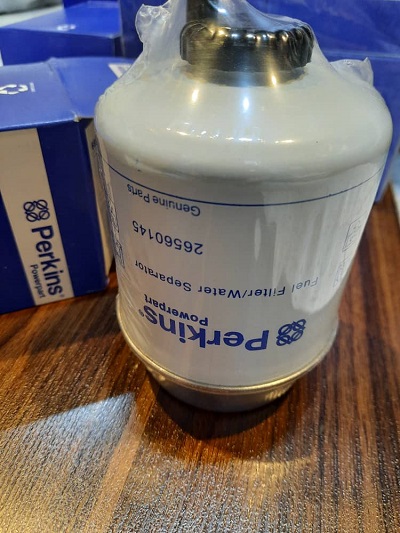 Perkins®
Powerpart
Fuel Filter/Water Separator
26560145
Genuine Parts
Perkins®
Powerpart